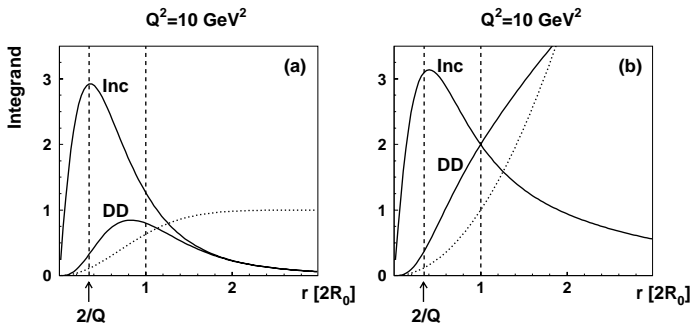 Q²=10 GeV²
Q²=10 GeV²
Integrand
3
2
1
0
Inc
DD
(a)
1
2
r [2R₀]
2/Q
3
2
1
0
Inc
DD
(b)
1
2
r [2R₀]
2/Q